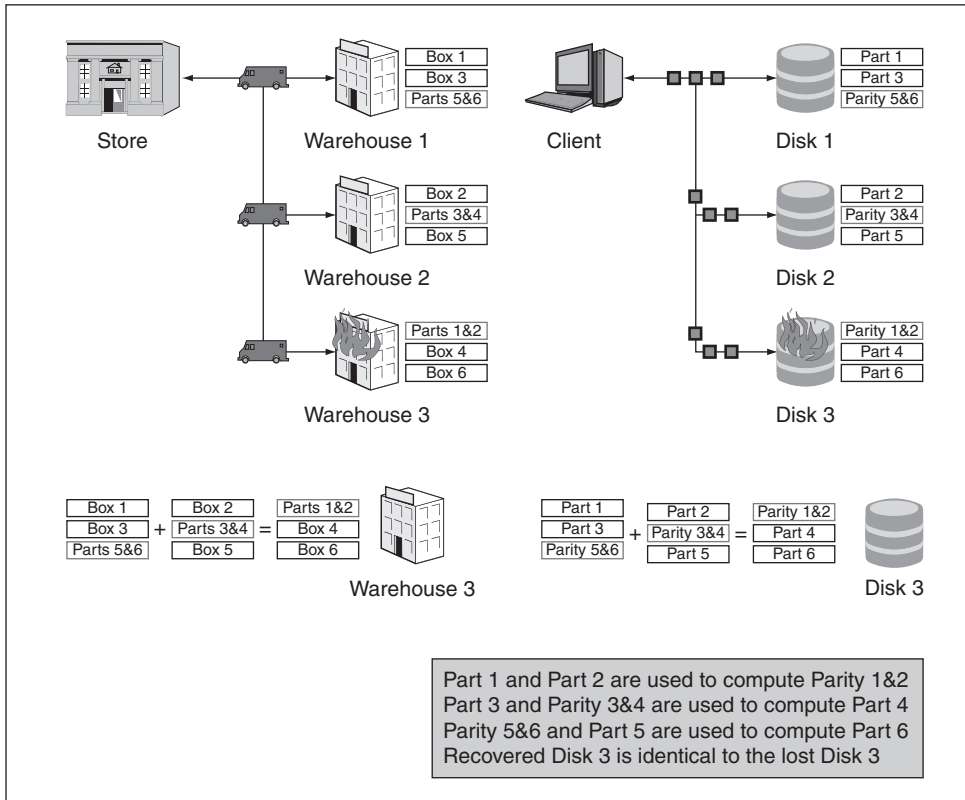 Box 1
Box 3
Parts 5&6
Store
Warehouse 1
Part 1
Part 3
Parity 5&6
Client
Disk 1
Box 2
Parts 3&4
Box 5
Warehouse 2
Part 2
Parity 3&4
Part 5
Disk 2
Parts 1&2
Box 4
Box 6
Warehouse 3
Parity 1&2
Part 4
Part 6
Disk 3
Box 1 Box 2 Parts 1&2
Box 3 + Parts 3&4 = Box 4
Parts 5&6 Box 5 Box 6
Warehouse 3
Part 1 Part 2 Parity 1&2
Part 3 + Parity 3&4 = Part 4
Parity 5&6 Part 5 Part 6
Disk 3
Part 1 and Part 2 are used to compute Parity 1&2
Part 3 and Parity 3&4 are used to compute Part 4
Parity 5&6 and Part 5 are used to compute Part 6
Recovered Disk 3 is identical to the lost Disk 3